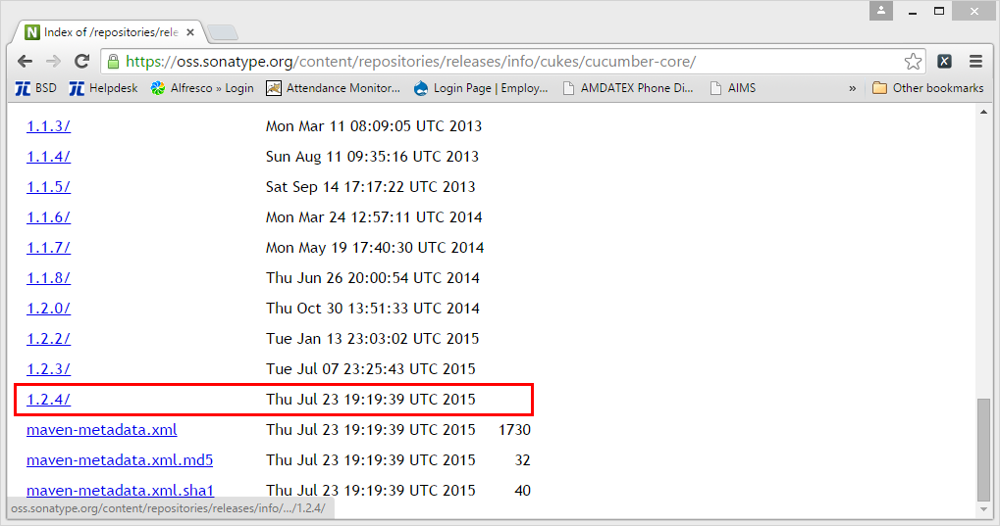 Index of /repositories/rele
https://oss.sonatype.org/content/repositories/releases/info/cukes/cucumber-core/
BSD Helpdesk Alfresco » Login Attendance Monitor... Login Page | Employ... AMDATEX Phone Di... AIMS » Other bookmarks
1.1.3/ Mon Mar 11 08:09:05 UTC 2013
1.1.4/ Sun Aug 11 09:35:16 UTC 2013
1.1.5/ Sat Sep 14 17:17:22 UTC 2013
1.1.6/ Mon Mar 24 12:57:11 UTC 2014
1.1.7/ Mon May 19 17:40:30 UTC 2014
1.1.8/ Thu Jun 26 20:00:54 UTC 2014
1.2.0/ Thu Oct 30 13:51:33 UTC 2014
1.2.2/ Tue Jan 13 23:03:02 UTC 2015
1.2.3/ Tue Jul 07 23:25:43 UTC 2015
1.2.4/ Thu Jul 23 19:19:39 UTC 2015
maven-metadata.xml Thu Jul 23 19:19:39 UTC 2015 1730
maven-metadata.xml.md5 Thu Jul 23 19:19:39 UTC 2015 32
maven-metadata.xml.sha1 Thu Jul 23 19:19:39 UTC 2015 40
oss.sonatype.org/content/repositories/releases/info/.../1.2.4/